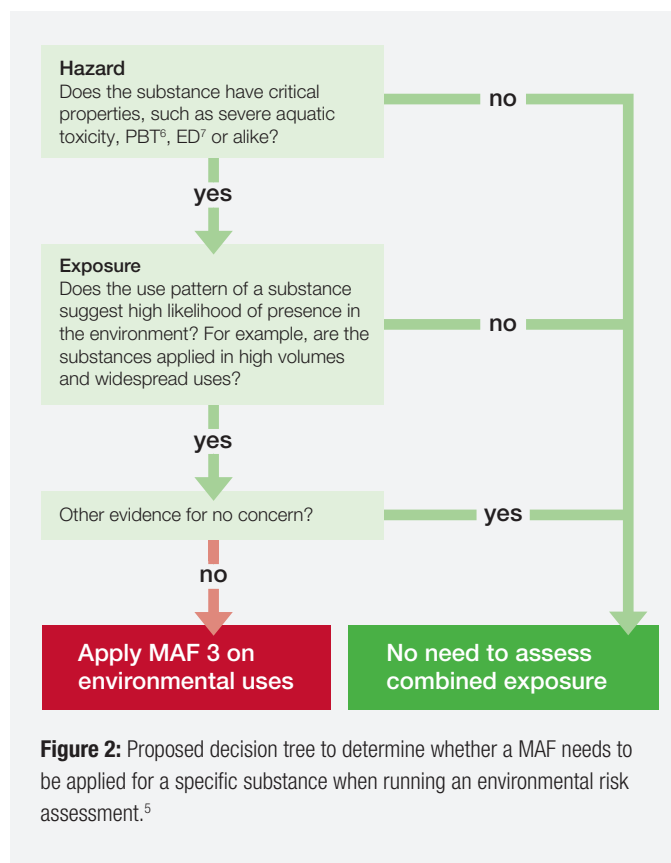 Hazard
Does the substance have critical
properties, such as severe aquatic
toxicity, PBT⁶, ED⁷ or alike?
no
yes
Exposure
Does the use pattern of a substance
suggest high likelihood of presence in
the environment? For example, are the
substances applied in high volumes
and widespread uses?
no
yes
Other evidence for no concern?
yes
no
Apply MAF 3 on
environmental uses
No need to assess
combined exposure
Figure 2: Proposed decision tree to determine whether a MAF needs to
be applied for a specific substance when running an environmental risk
assessment.⁵